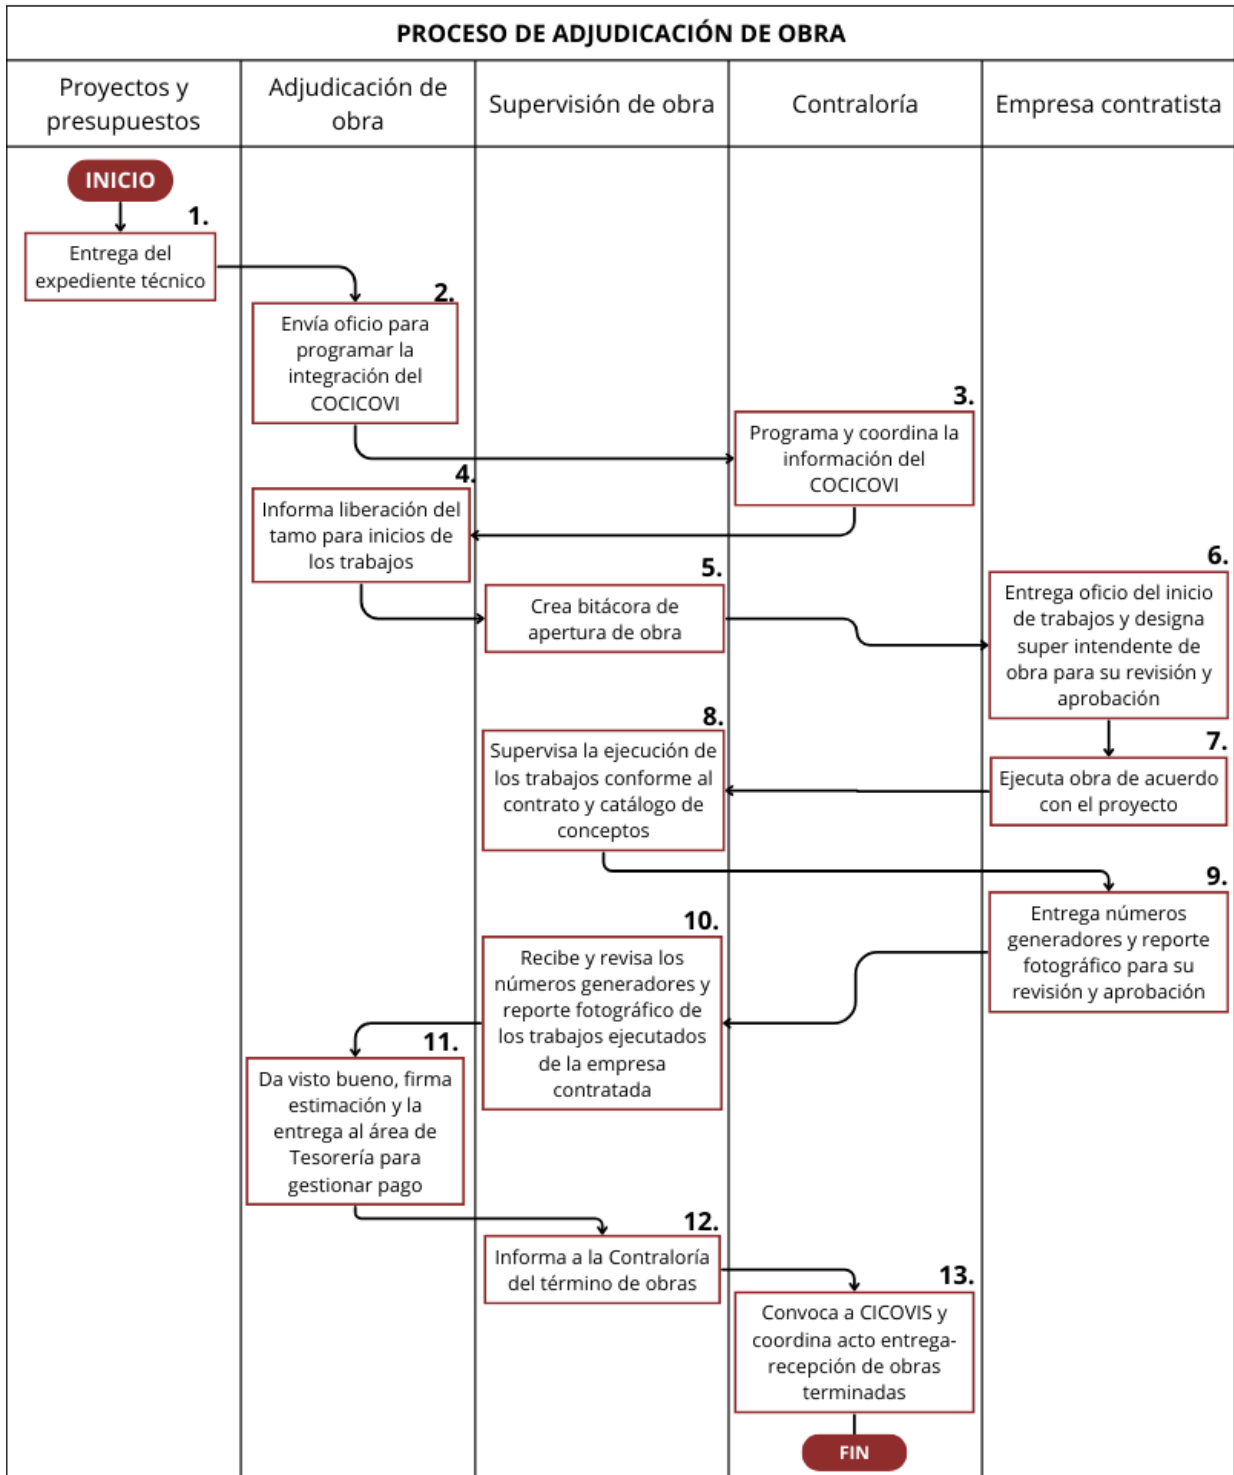 PROCESO DE ADJUDICACIÓN DE OBRA
Proyectos y
presupuestos
Adjudicación de
obra
Supervisión de obra
Contraloría
Empresa contratista
INICIO
1.
Entrega del
expediente técnico
2.
Envía oficio para
programar la
integración del
COCICOVI
3.
Programa y coordina la
información del
COCICOVI
4.
Informa liberación del
tamo para inicios de
los trabajos
5.
Crea bitácora de
apertura de obra
6.
Entrega oficio del inicio
de trabajos y designa
super intendente de
obra para su revisión y
aprobación
7.
Ejecuta obra de acuerdo
con el proyecto
8.
Supervisa la ejecución de
los trabajos conforme al
contrato y catálogo de
conceptos
9.
Entrega números
generadores y reporte
fotográfico para su
revisión y aprobación
10.
Recibe y revisa los
números generadores y
reporte fotográfico de
los trabajos ejecutados
de la empresa
contratada
11.
Da visto bueno, firma
estimación y la
entrega al área de
Tesorería para
gestionar pago
12.
Informa a la Contraloría
del término de obras
13.
Convoca a CICOVIS y
coordina acto entrega-
recepción de obras
terminadas
FIN